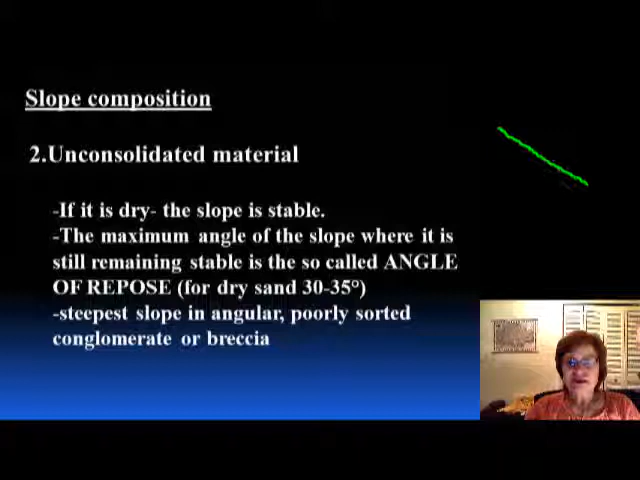 Slope composition
2.Unconsolidated material
-If it is dry- the slope is stable.
-The maximum angle of the slope where it is
still remaining stable is the so called ANGLE
OF REPOSE (for dry sand 30-35°)
-steepest slope in angular, poorly sorted
conglomerate or breccia